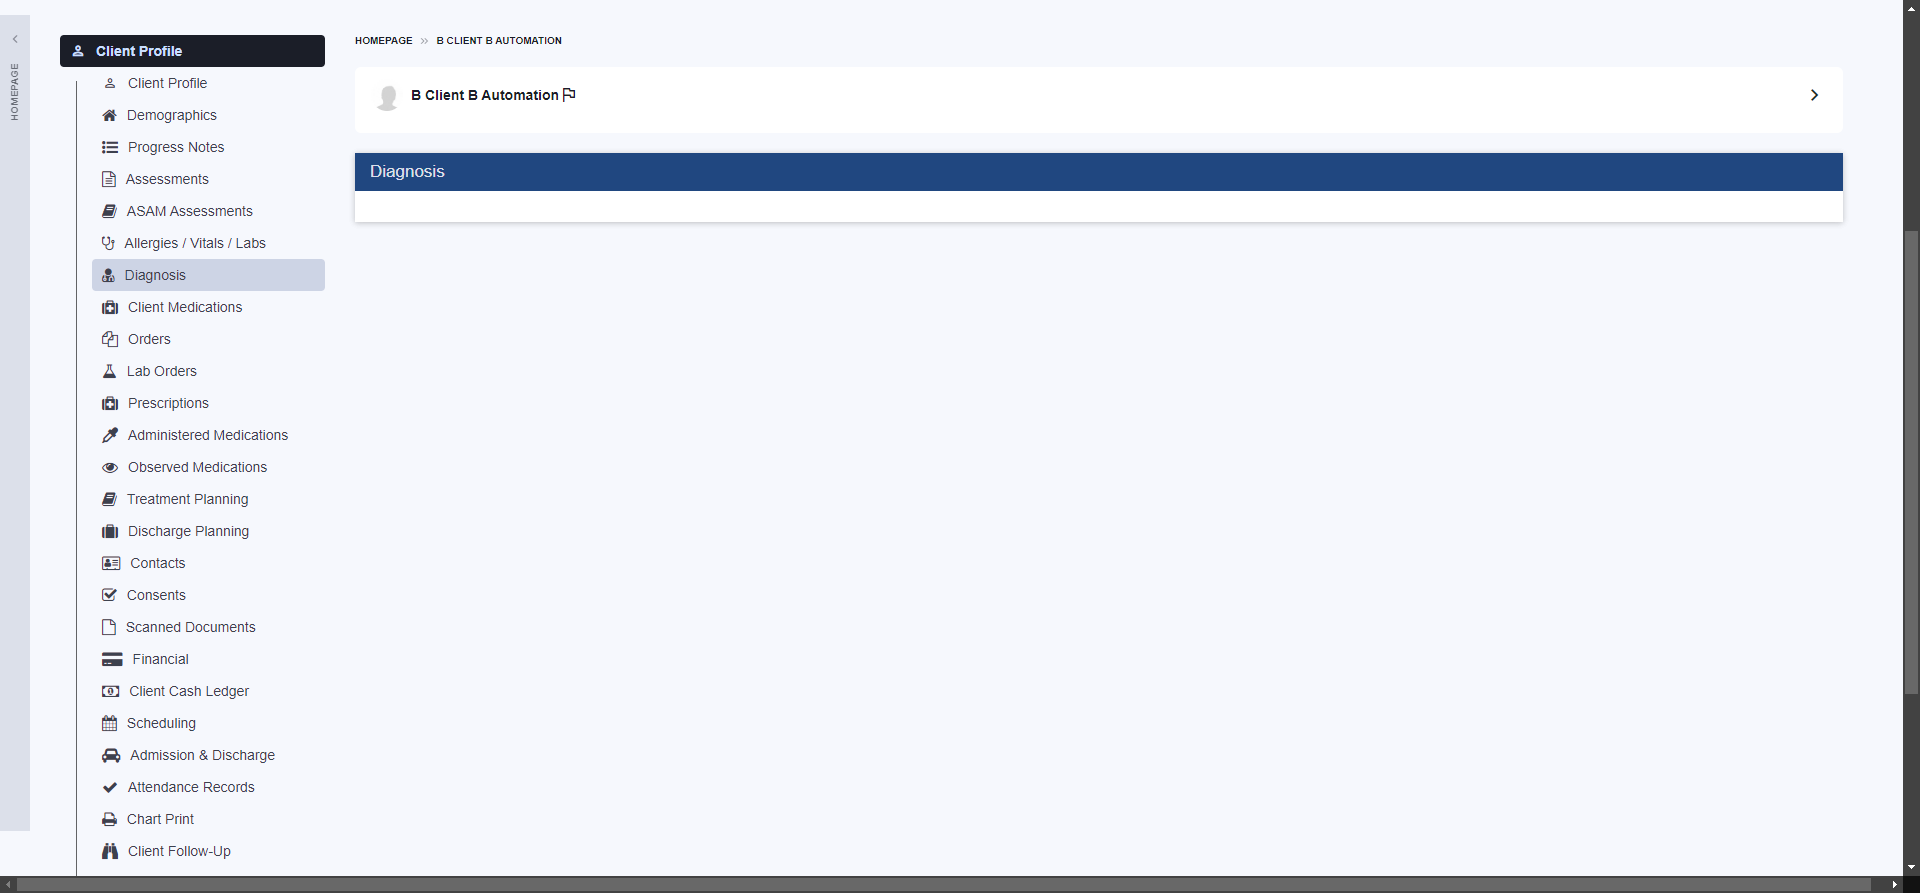 HOMEPAGE
Client Profile
Client Profile
Demographics
Progress Notes
Assessments
ASAM Assessments
Allergies / Vitals / Labs
Diagnosis
Client Medications
Orders
Lab Orders
Prescriptions
Administered Medications
Observed Medications
Treatment Planning
Discharge Planning
Contacts
Consents
Scanned Documents
Financial
Client Cash Ledger
Scheduling
Admission & Discharge
Attendance Records
Chart Print
Client Follow-Up
HOMEPAGE » B CLIENT B AUTOMATION
B Client B Automation
Diagnosis